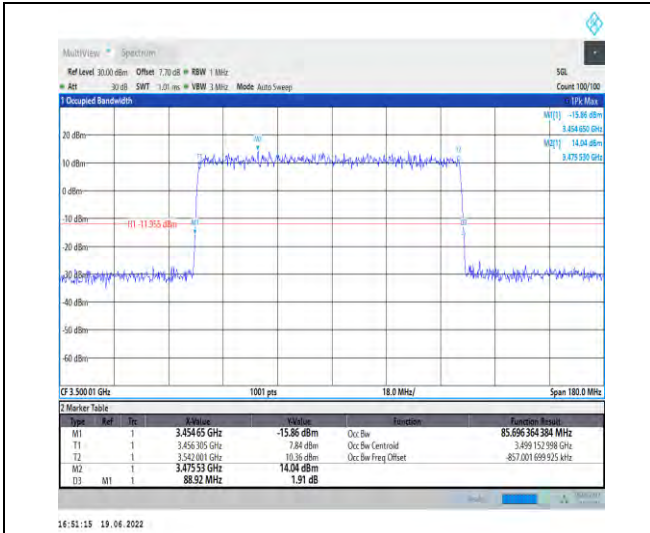 MultiView Spectrum
Ref Level 30.00 dBm Offset 7.70 dB RBW 1 MHz SGL
Att 30 dB SWT 1.01 ms VBW 3 MHz Mode Auto Sweep Count 100/100
1 Occupied Bandwidth 1Pk Max
M1[1] -15.86 dBm
3.454 650 GHz
M2[1] 14.04 dBm
3.475 530 GHz
20 dBm
M2
T1
T2
10 dBm
0 dBm
-10 dBm
H1 -11.955 dBm
M1
D3
-20 dBm
-30 dBm
-40 dBm
-50 dBm
-60 dBm
CF 3.500 01 GHz 1001 pts 18.0 MHz/ Span 180.0 MHz
2 Marker Table
Type Ref Trc X-Value Y-Value Function Function Result
M1 1 3.454 65 GHz -15.86 dBm Occ Bw 85.696 364 384 MHz
T1 1 3.456 305 GHz 7.84 dBm Occ Bw Centroid 3.499 152 998 GHz
T2 1 3.542 001 GHz 10.36 dBm Occ Bw Freq Offset -857.001 699 925 kHz
M2 1 3.475 53 GHz 14.04 dBm
D3 M1 1 88.92 MHz 1.91 dB
16:51:15 19.06.2022